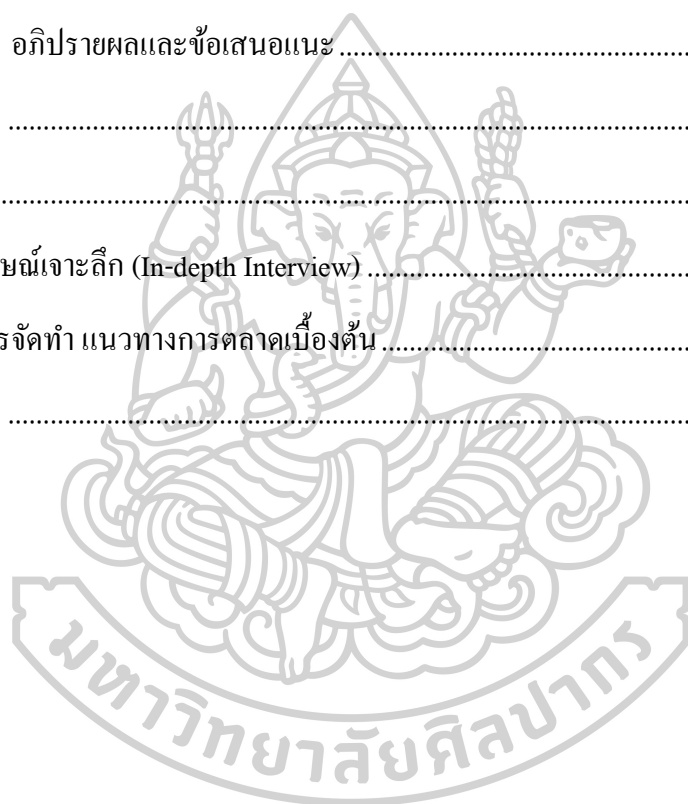 อภิปรายผลและข้อเสนอแนะ ................................................
................................................................................
................................................................................
ษณ์เจาะลึก (In-depth Interview) ................................................
รจัดทำ แนวทางการตลาดเบื้องต้น ................................................
................................................................................
มหาวิทยาลัยศิลปากร